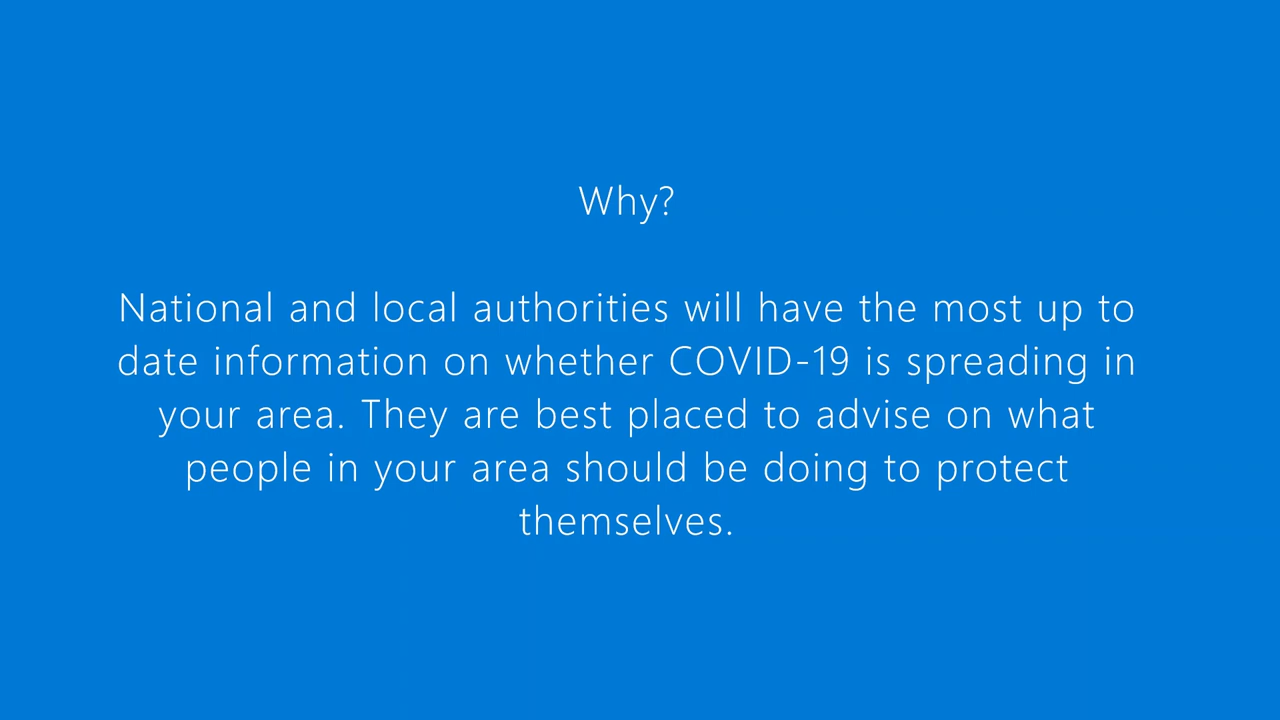 Why?
National and local authorities will have the most up to
date information on whether COVID-19 is spreading in
your area. They are best placed to advise on what
people in your area should be doing to protect
themselves.